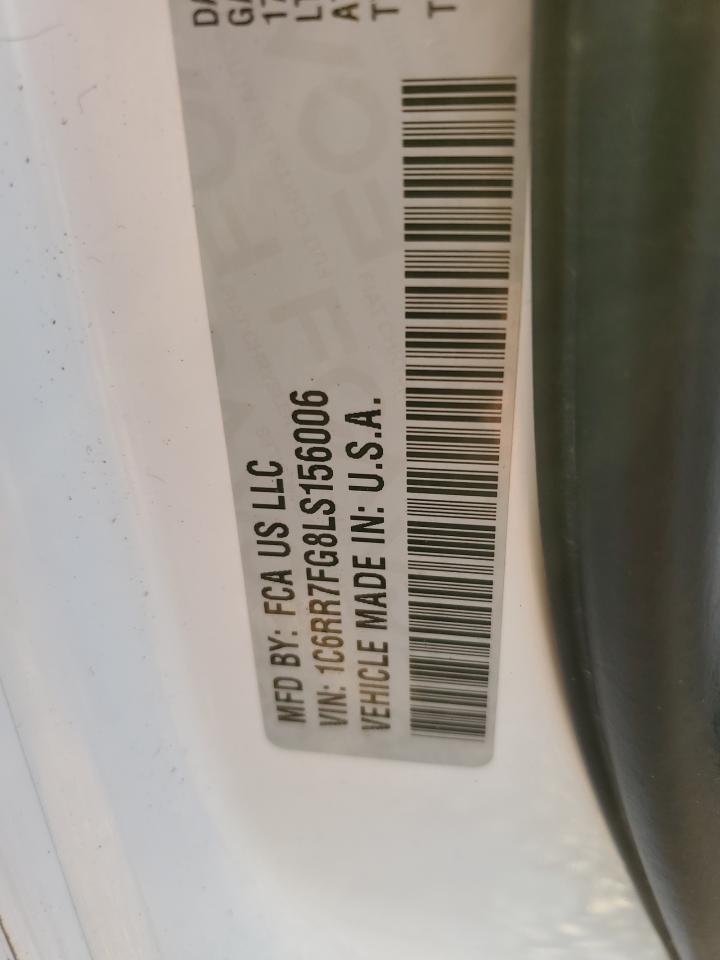 MFD BY: FCA US LLC
VIN: 1C6RR7FG8LS156006
VEHICLE MADE IN: U.S.A.